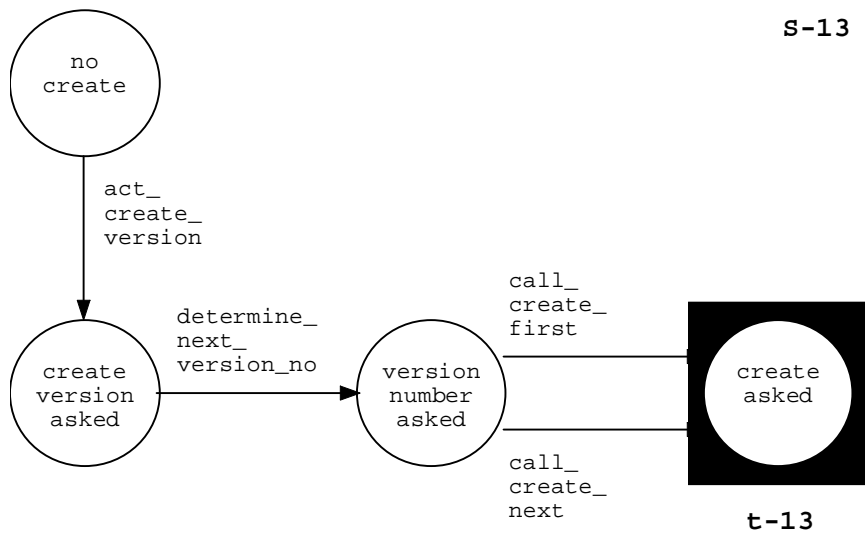 S-13
no
create
act_
create_
version
determine_
next_
version_no
call_
create_
first
create
version
asked
version
number
asked
create
asked
call_
create_
next
t-13